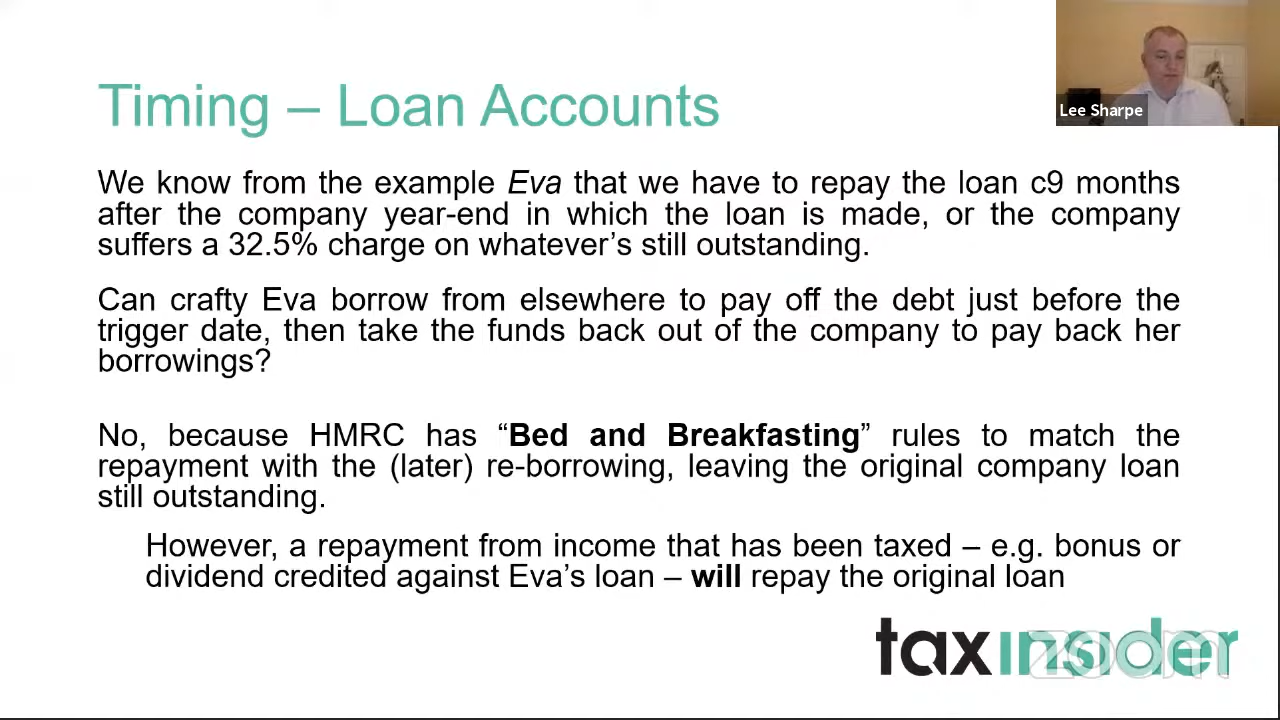 Timing – Loan Accounts
Lee Sharpe
We know from the example Eva that we have to repay the loan c9 months
after the company year-end in which the loan is made, or the company
suffers a 32.5% charge on whatever’s still outstanding.
Can crafty Eva borrow from elsewhere to pay off the debt just before the
trigger date, then take the funds back out of the company to pay back her
borrowings?
No, because HMRC has “Bed and Breakfasting” rules to match the
repayment with the (later) re-borrowing, leaving the original company loan
still outstanding.
However, a repayment from income that has been taxed – e.g. bonus or
dividend credited against Eva’s loan – will repay the original loan
taxinsider
zoom